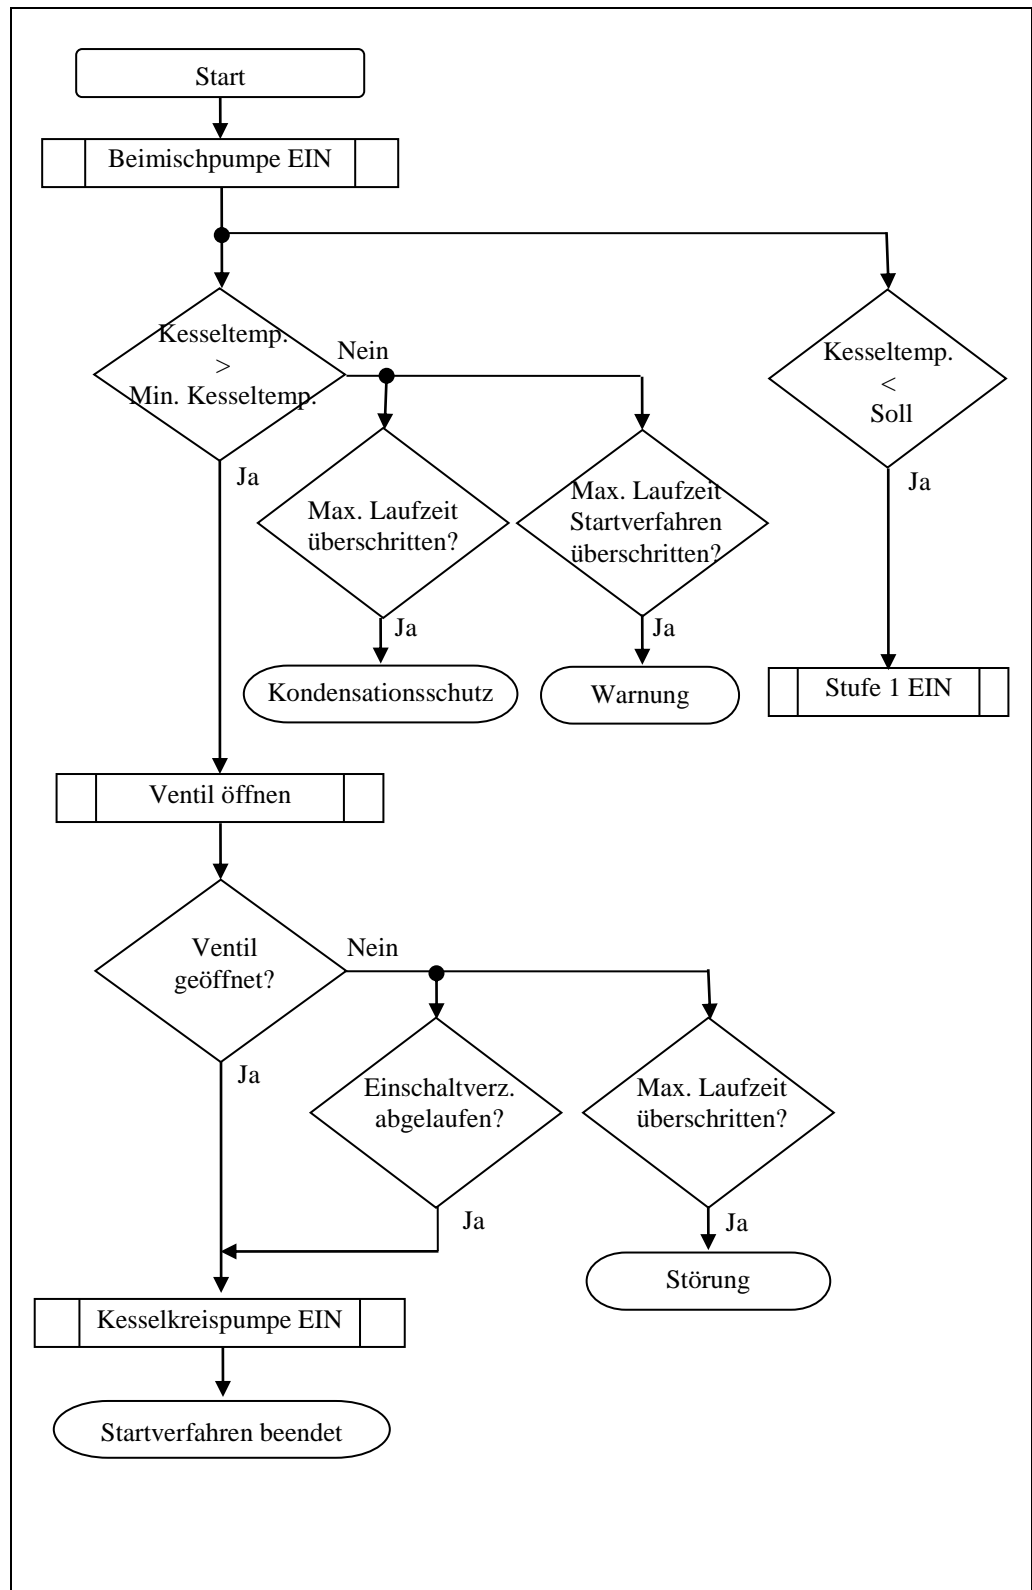 Start
Beimischpumpe EIN
Kesseltemp.
>
Min. Kesseltemp.
Nein
Kesseltemp.
<
Soll
Ja
Ja
Max. Laufzeit
überschritten?
Max. Laufzeit
Startverfahren
überschritten?
Ja
Ja
Kondensationsschutz
Warnung
Stufe 1 EIN
Ventil öffnen
Ventil
geöffnet?
Nein
Ja
Einschaltverz.
abgelaufen?
Max. Laufzeit
überschritten?
Ja
Ja
Störung
Kesselkreispumpe EIN
Startverfahren beendet